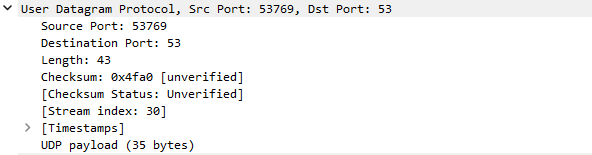 User Datagram Protocol, Src Port: 53769, Dst Port: 53
Source Port: 53769
Destination Port: 53
Length: 43
Checksum: 0x4fa0 [unverified]
[Checksum Status: Unverified]
[Stream index: 30]
[Timestamps]
UDP payload (35 bytes)